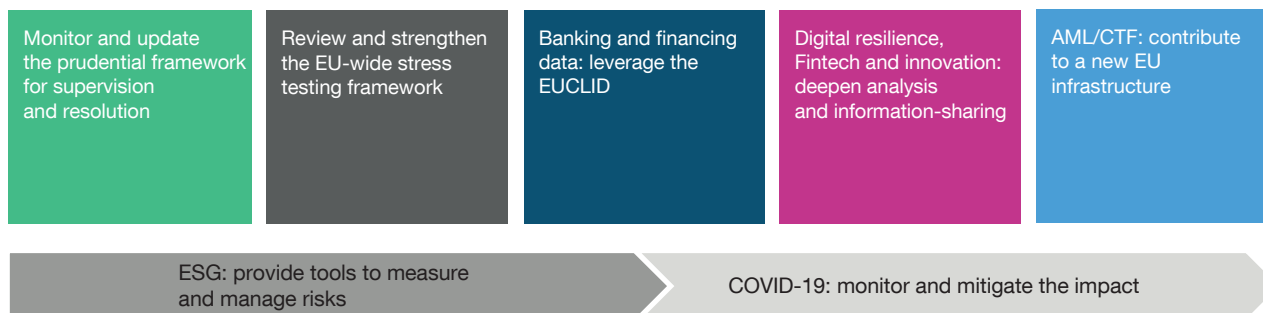 Monitor and update
the prudential framework
for supervision
and resolution
Review and strengthen
the EU-wide stress
testing framework
Banking and financing
data: leverage the
EUCLID
Digital resilience,
Fintech and innovation:
deepen analysis
and information-sharing
AML/CTF: contribute
to a new EU
infrastructure
ESG: provide tools to measure
and manage risks
COVID-19: monitor and mitigate the impact